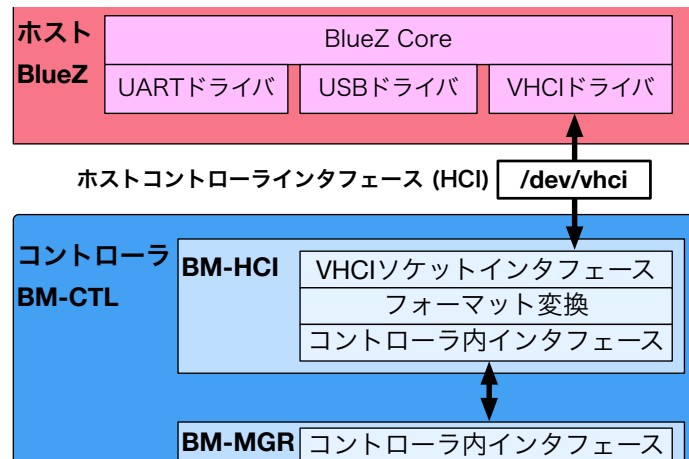 ホスト
BlueZ
BlueZ Core
UARTドライバ
USBドライバ
VHCIドライバ
ホストコントローラインタフェース (HCI)
/dev/vhci
コントローラ
BM-CTL
BM-HCI
VHCIソケットインタフェース
フォーマット変換
コントローラ内インタフェース
BM-MGR
コントローラ内インタフェース